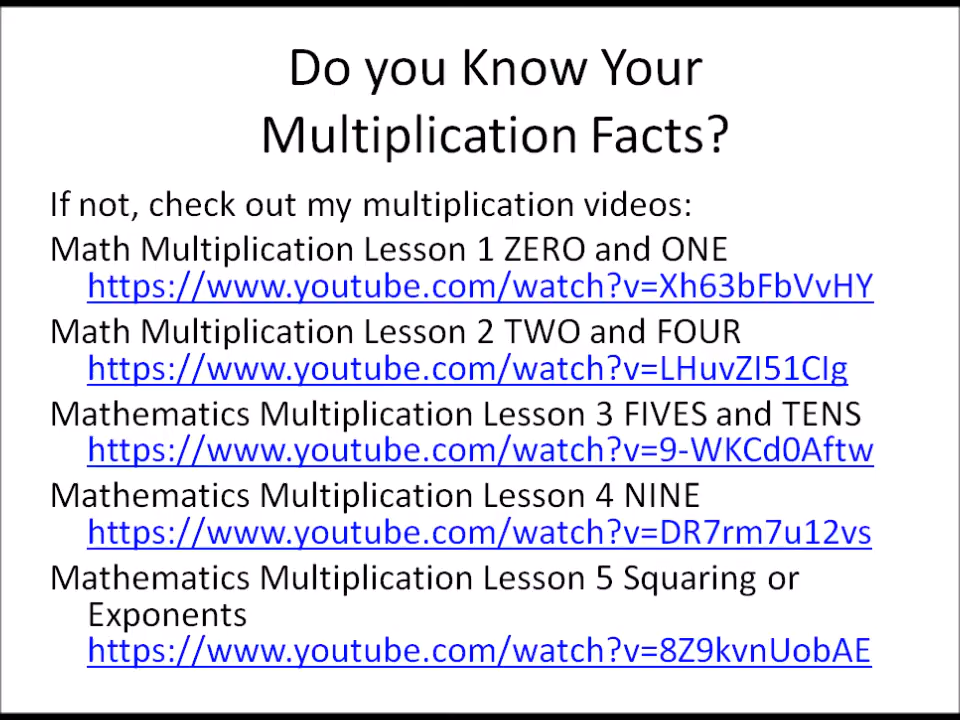 Do you Know Your
Multiplication Facts?
If not, check out my multiplication videos:
Math Multiplication Lesson 1 ZERO and ONE
https://www.youtube.com/watch?v=Xh63bFbVvHY
Math Multiplication Lesson 2 TWO and FOUR
https://www.youtube.com/watch?v=LHuvZI51CIg
Mathematics Multiplication Lesson 3 FIVES and TENS
https://www.youtube.com/watch?v=9-WKCd0Aftw
Mathematics Multiplication Lesson 4 NINE
https://www.youtube.com/watch?v=DR7rm7u12vs
Mathematics Multiplication Lesson 5 Squaring or
Exponents
https://www.youtube.com/watch?v=8Z9kvnUobAE